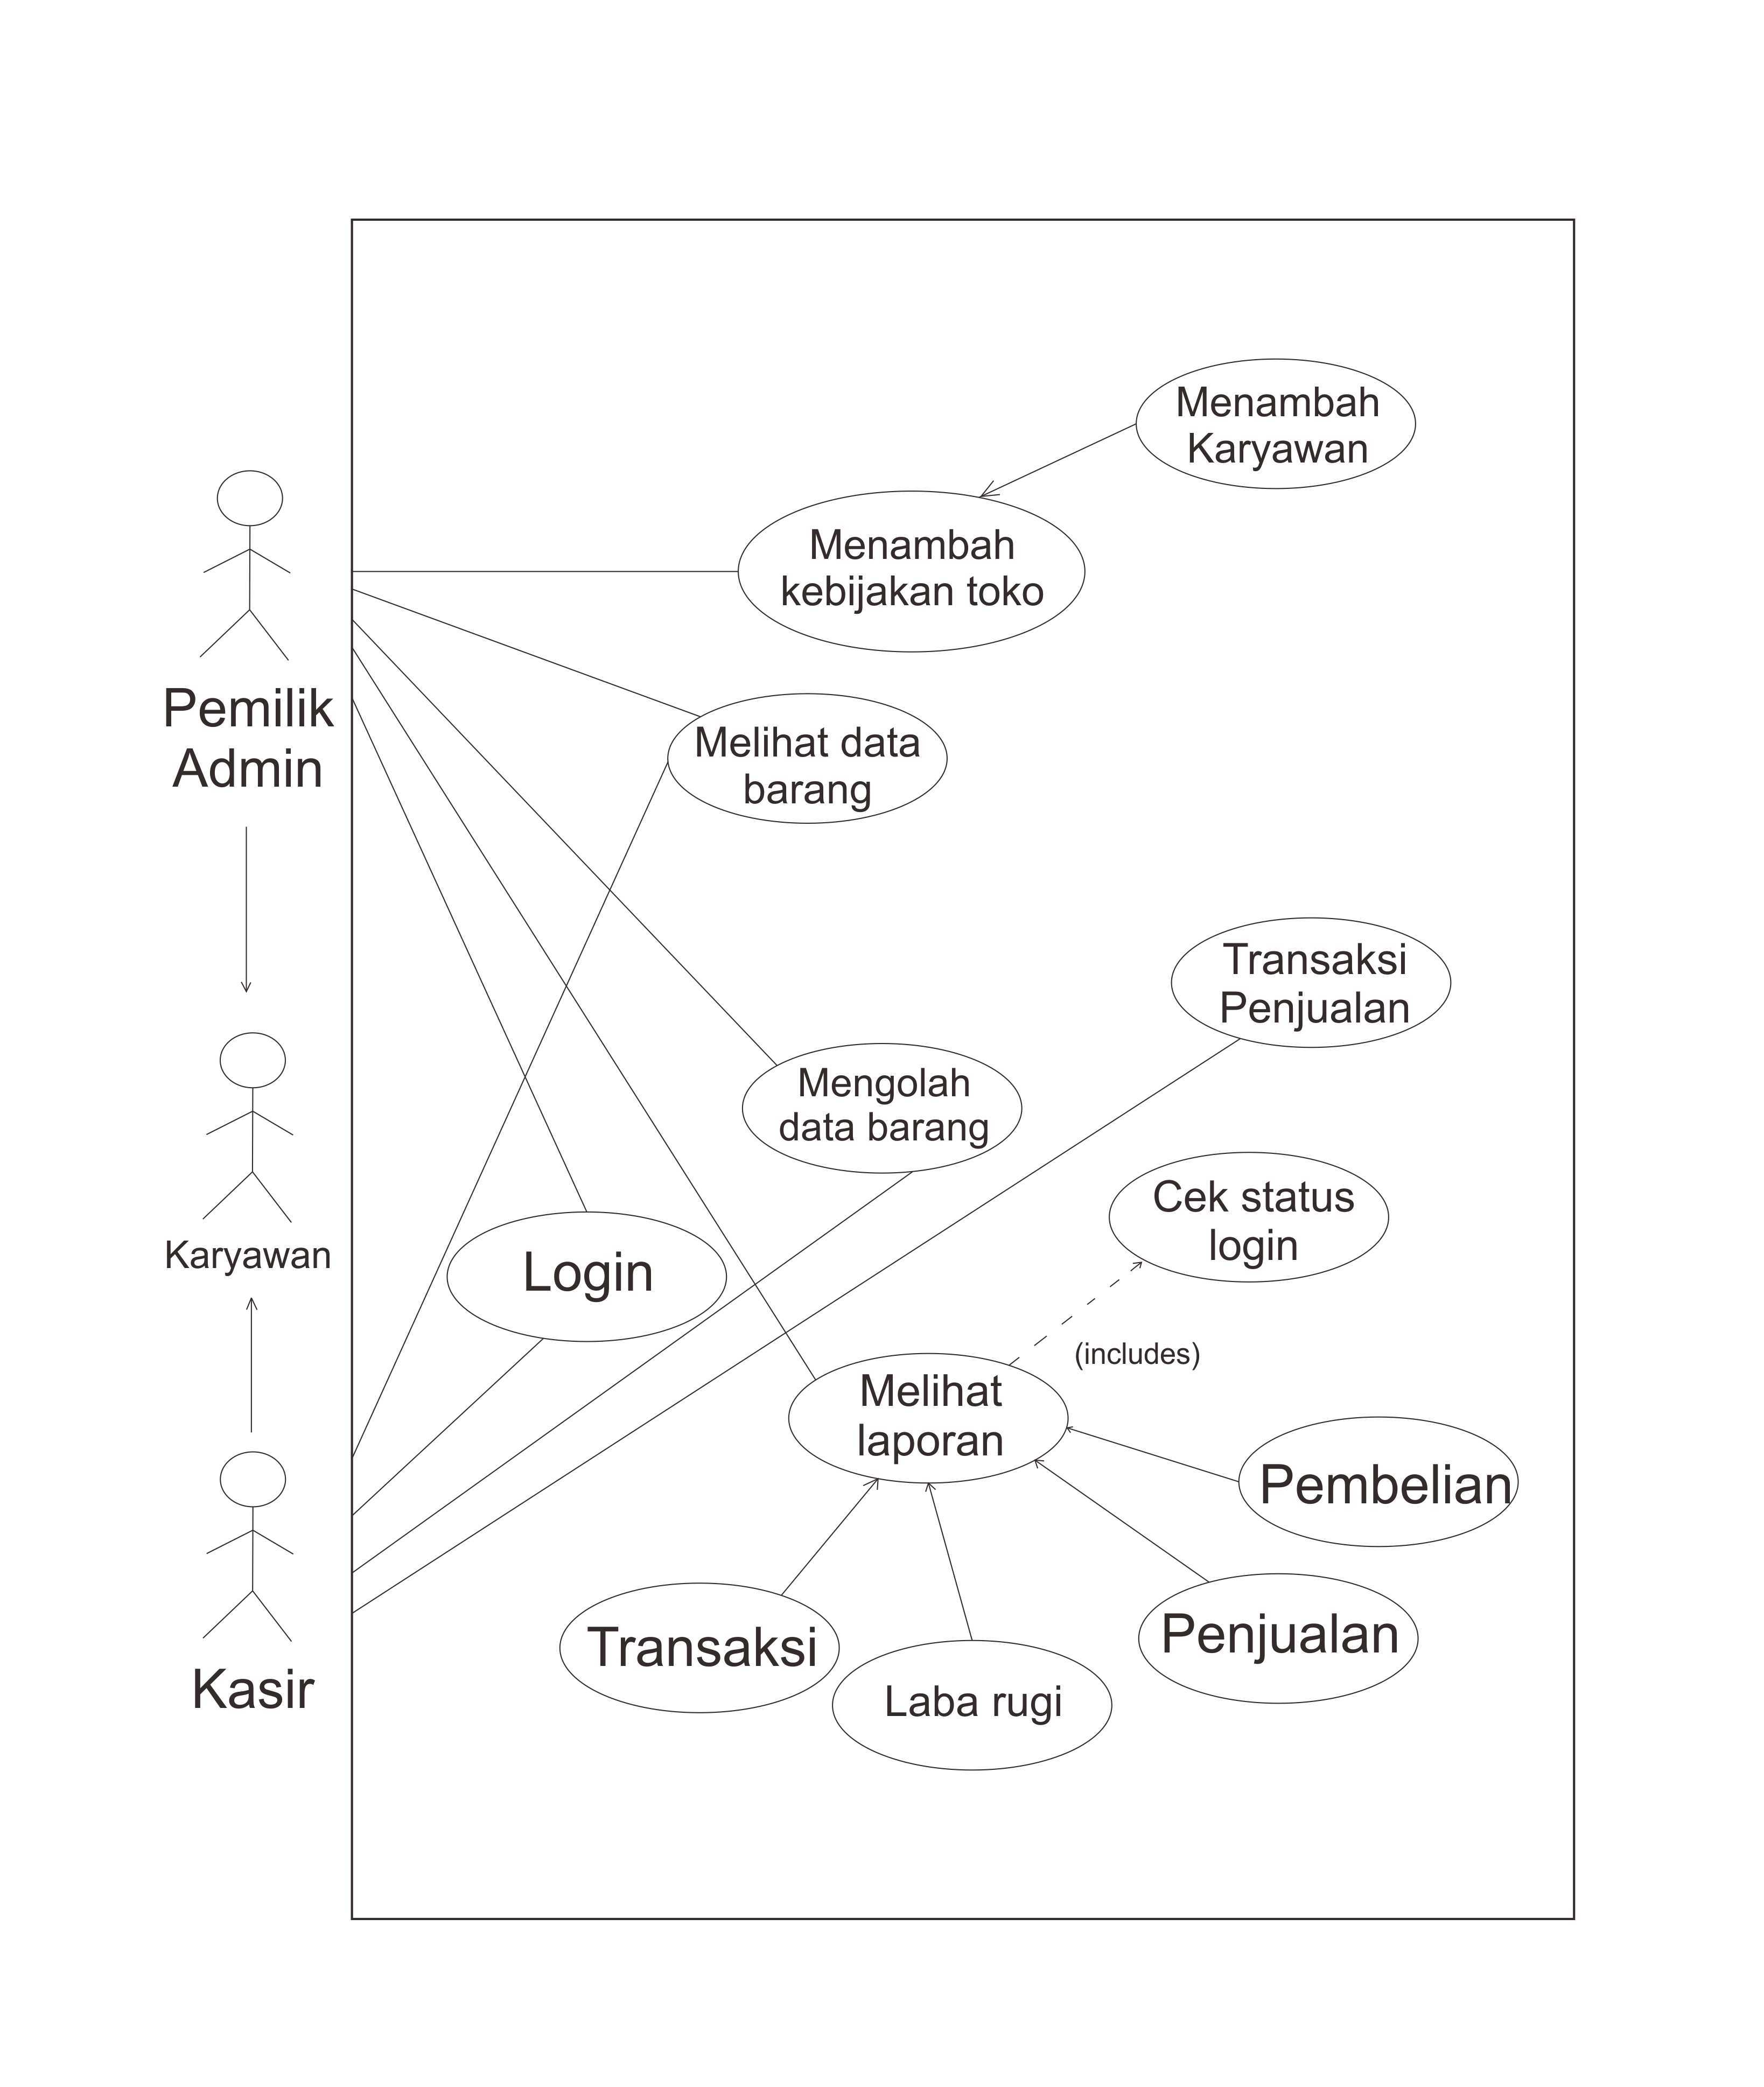 Menambah
Karyawan
Menambah
kebijakan toko
Pemilik
Admin
Melihat data
barang
Transaksi
Penjualan
Mengolah
data barang
Cek status
login
Karyawan
Login
(includes)
Melihat
laporan
Pembelian
Kasir
Transaksi
Laba rugi
Penjualan